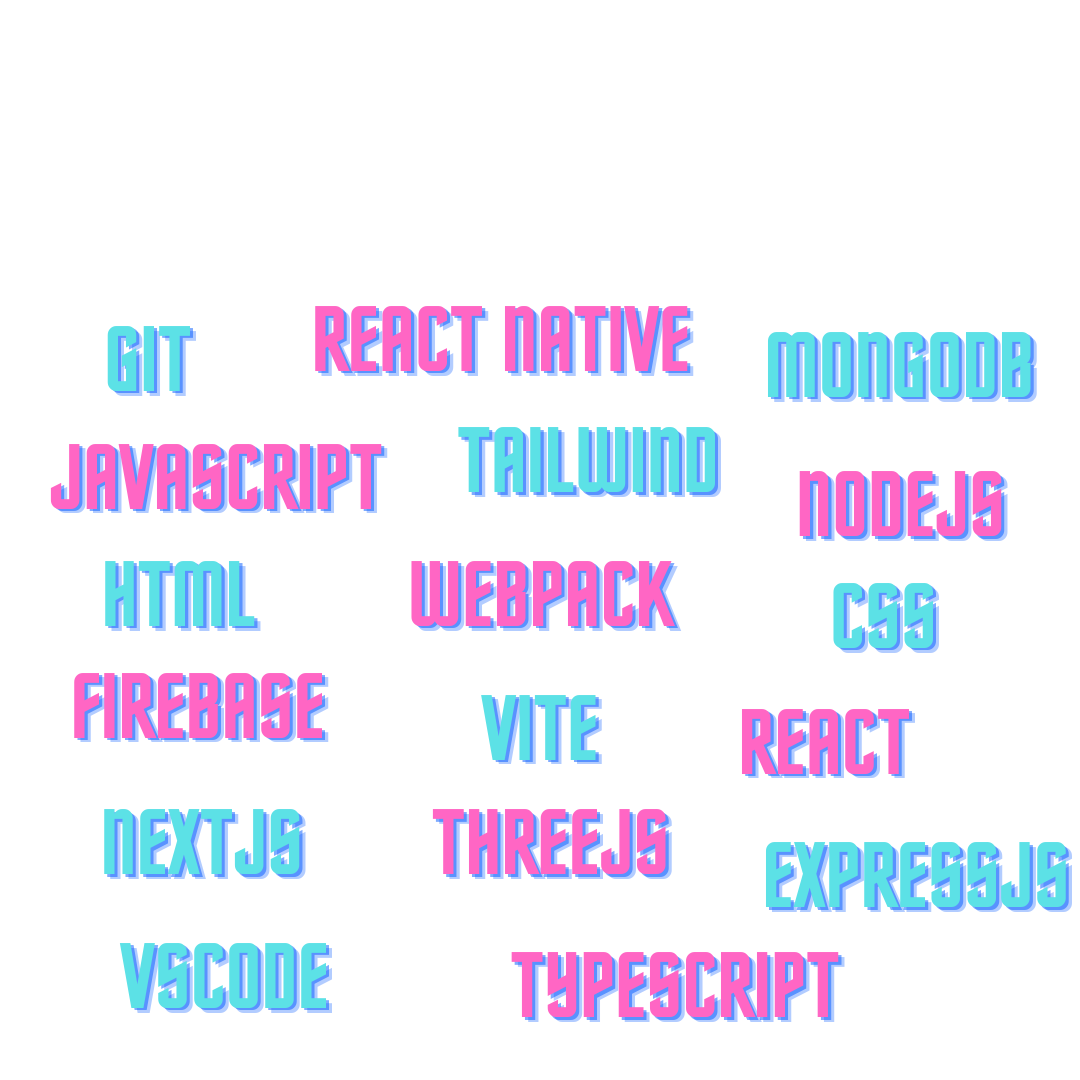 GIT
REACT NATIVE
MONGODB
JAVASCRIPT
TAILWIND
NODEJS
HTML
WEBPACK
CSS
FIREBASE
VITE
REACT
NEXTJS
THREEJS
EXPRESSJS
VSCODE
TYPESCRIPT